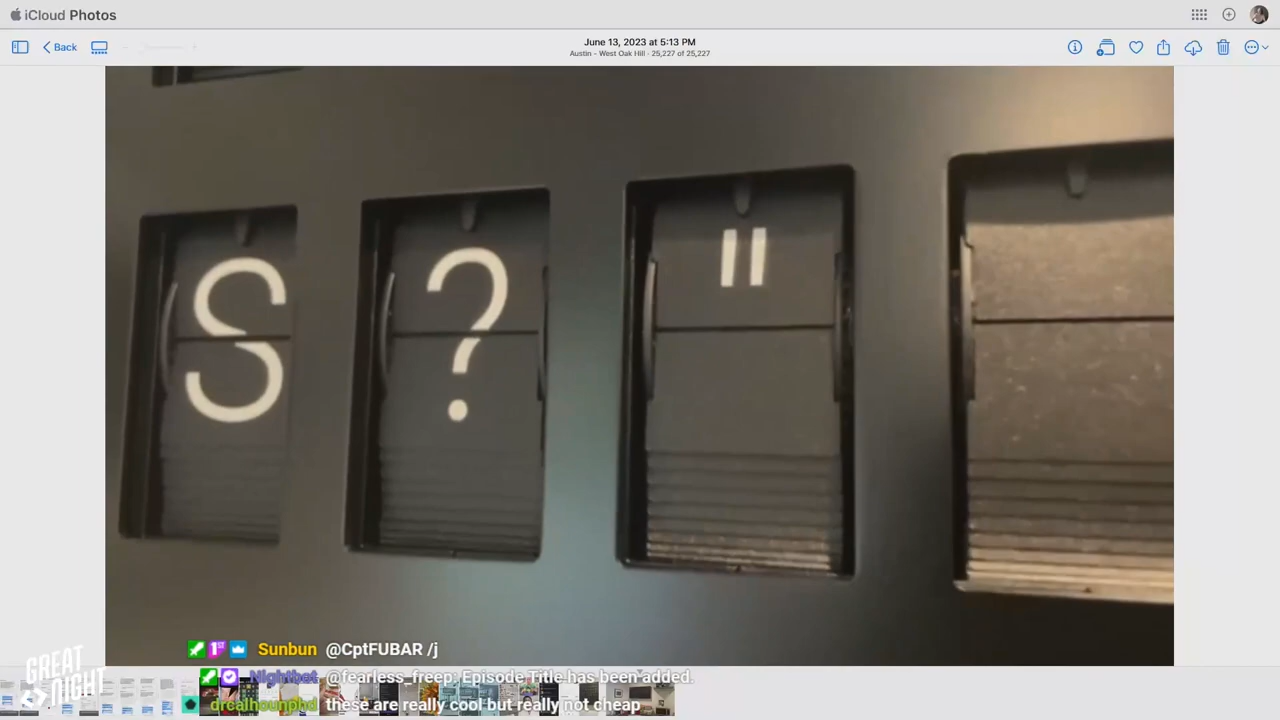 iCloud Photos
Back
June 13, 2023 at 5:13 PM
Austin - West Oak Hill · 25,227 of 25,227
S ? "
Sunbun @CptFUBAR /j
Nightbot @fearless_freep: Episode Title has been added.
drcalhounphd these are really cool but really not cheap
GREAT
NIGHT